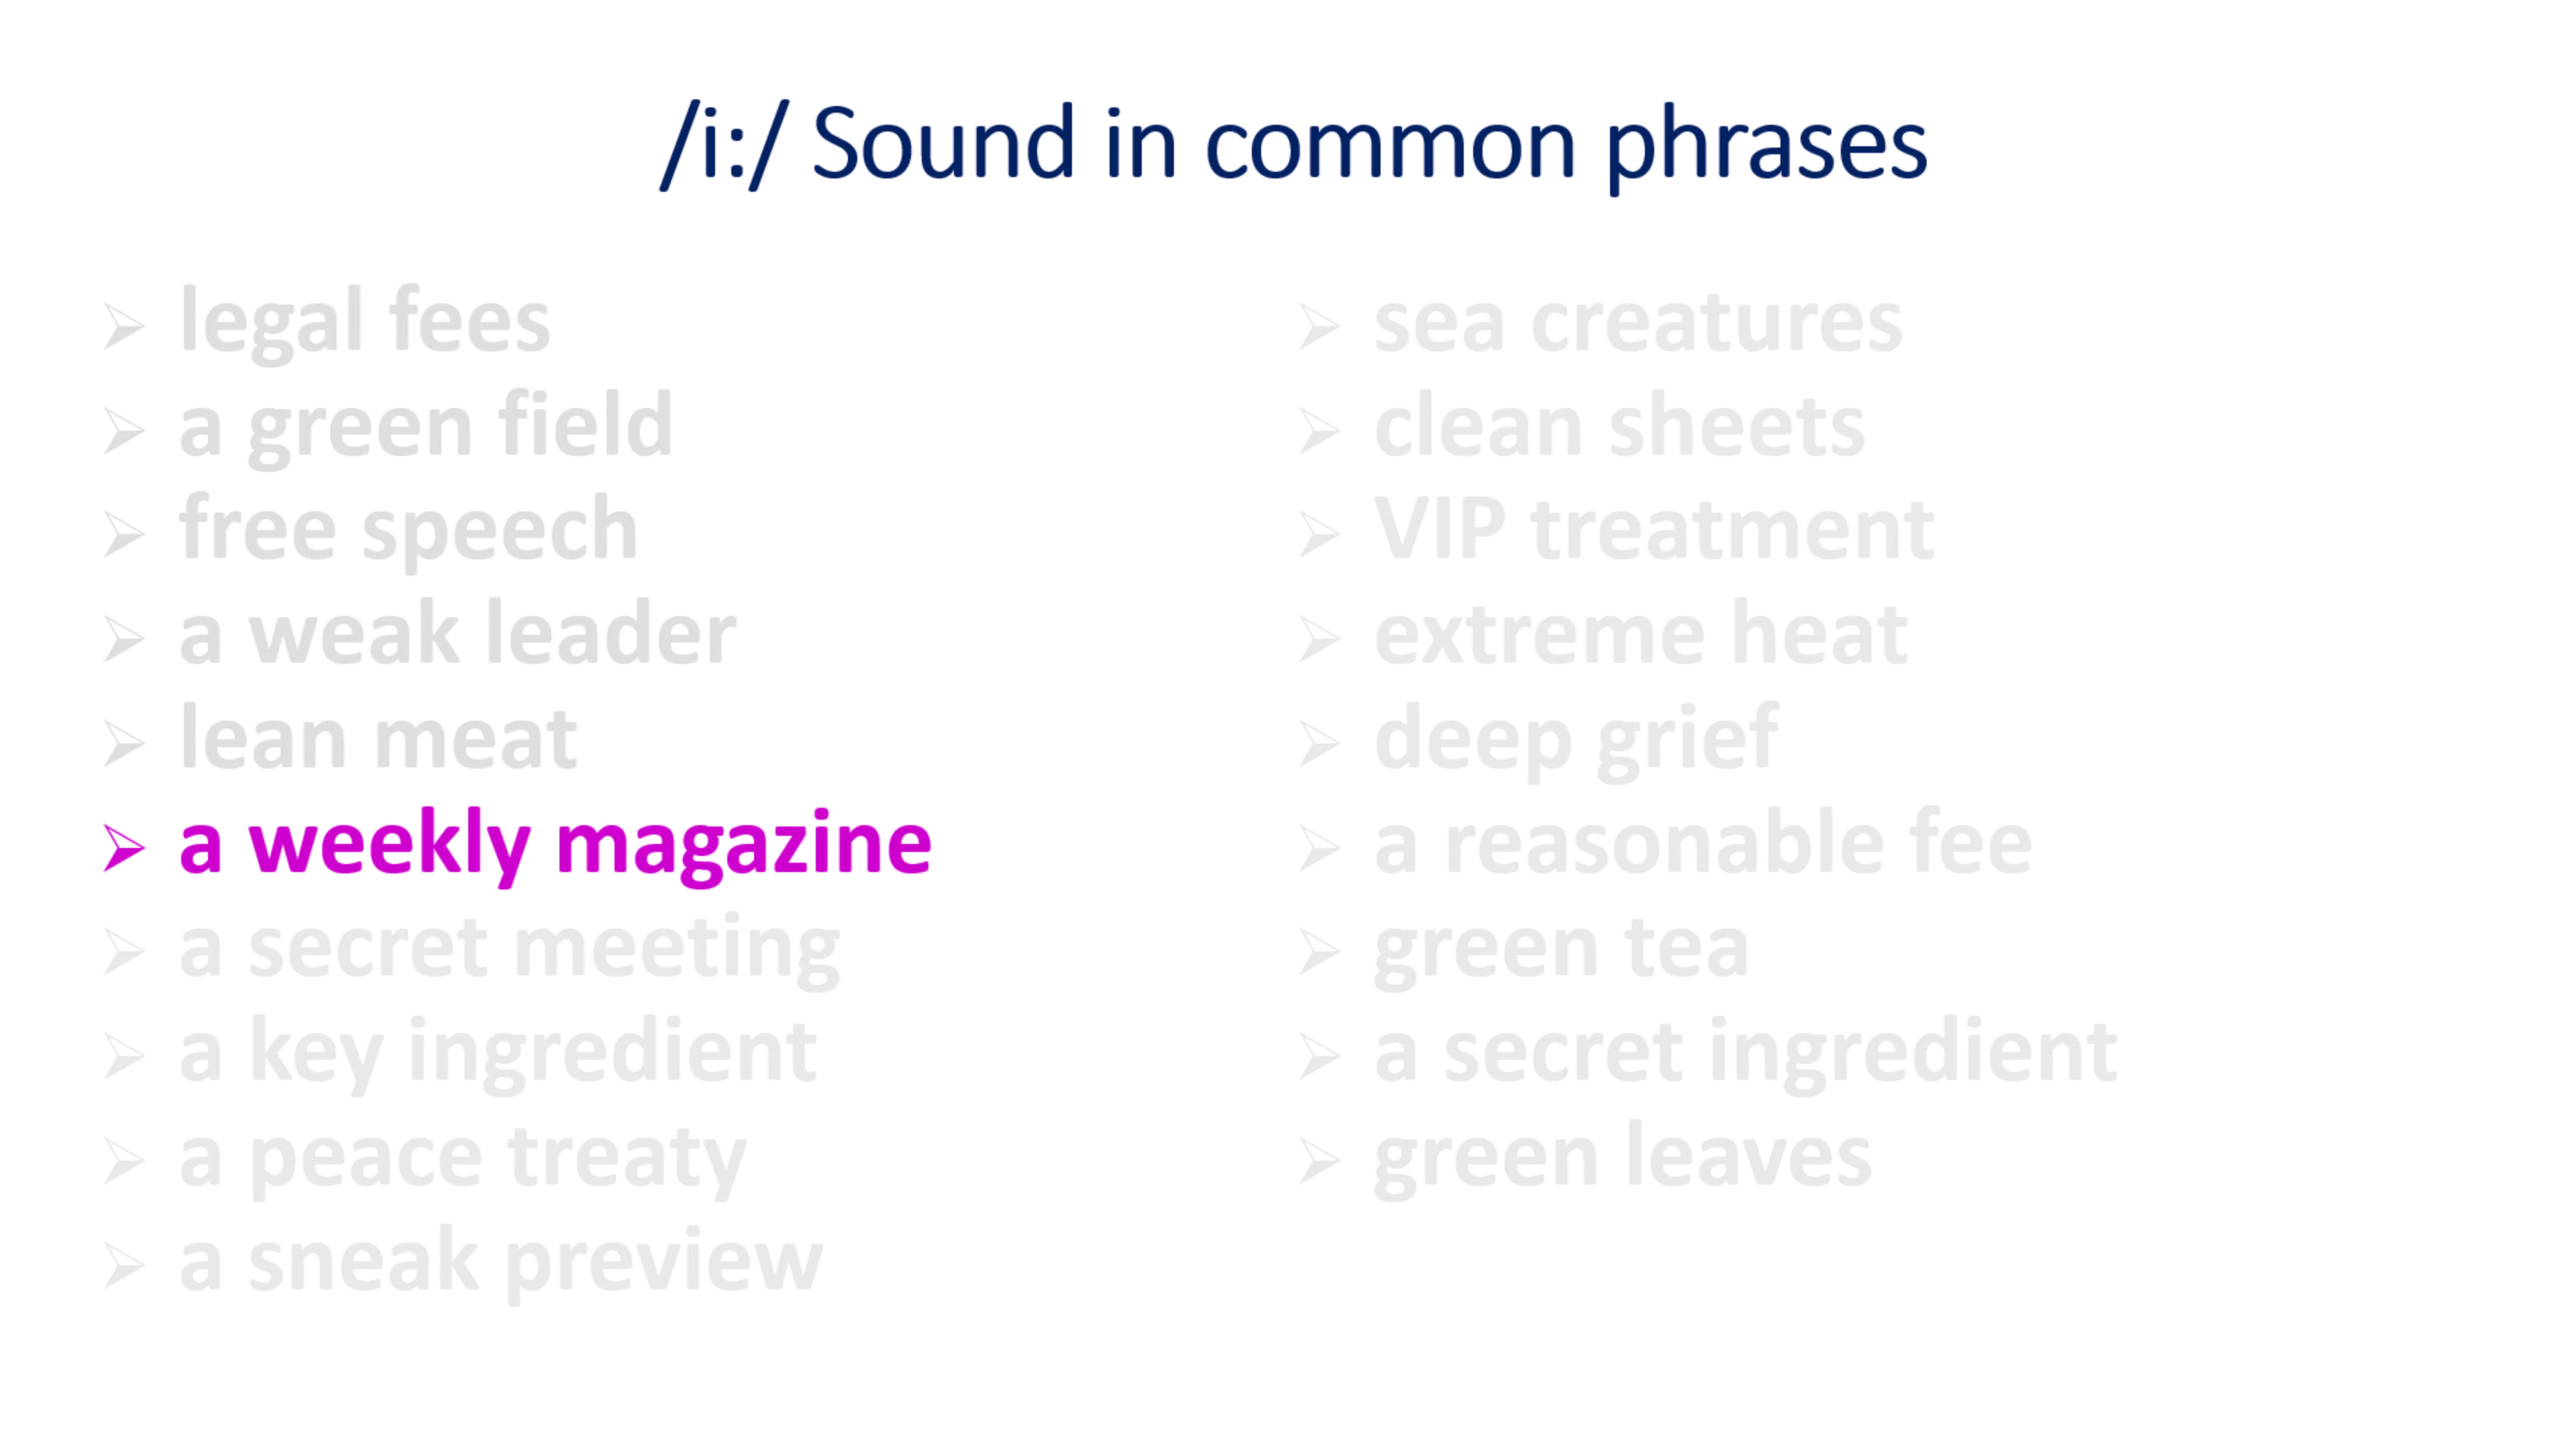 /i:/ Sound in common phrases
➢ legal fees
➢ a green field
➢ free speech
➢ a weak leader
➢ lean meat
➢ a weekly magazine
➢ a secret meeting
➢ a key ingredient
➢ a peace treaty
➢ a sneak preview
➢ sea creatures
➢ clean sheets
➢ VIP treatment
➢ extreme heat
➢ deep grief
➢ a reasonable fee
➢ green tea
➢ a secret ingredient
➢ green leaves